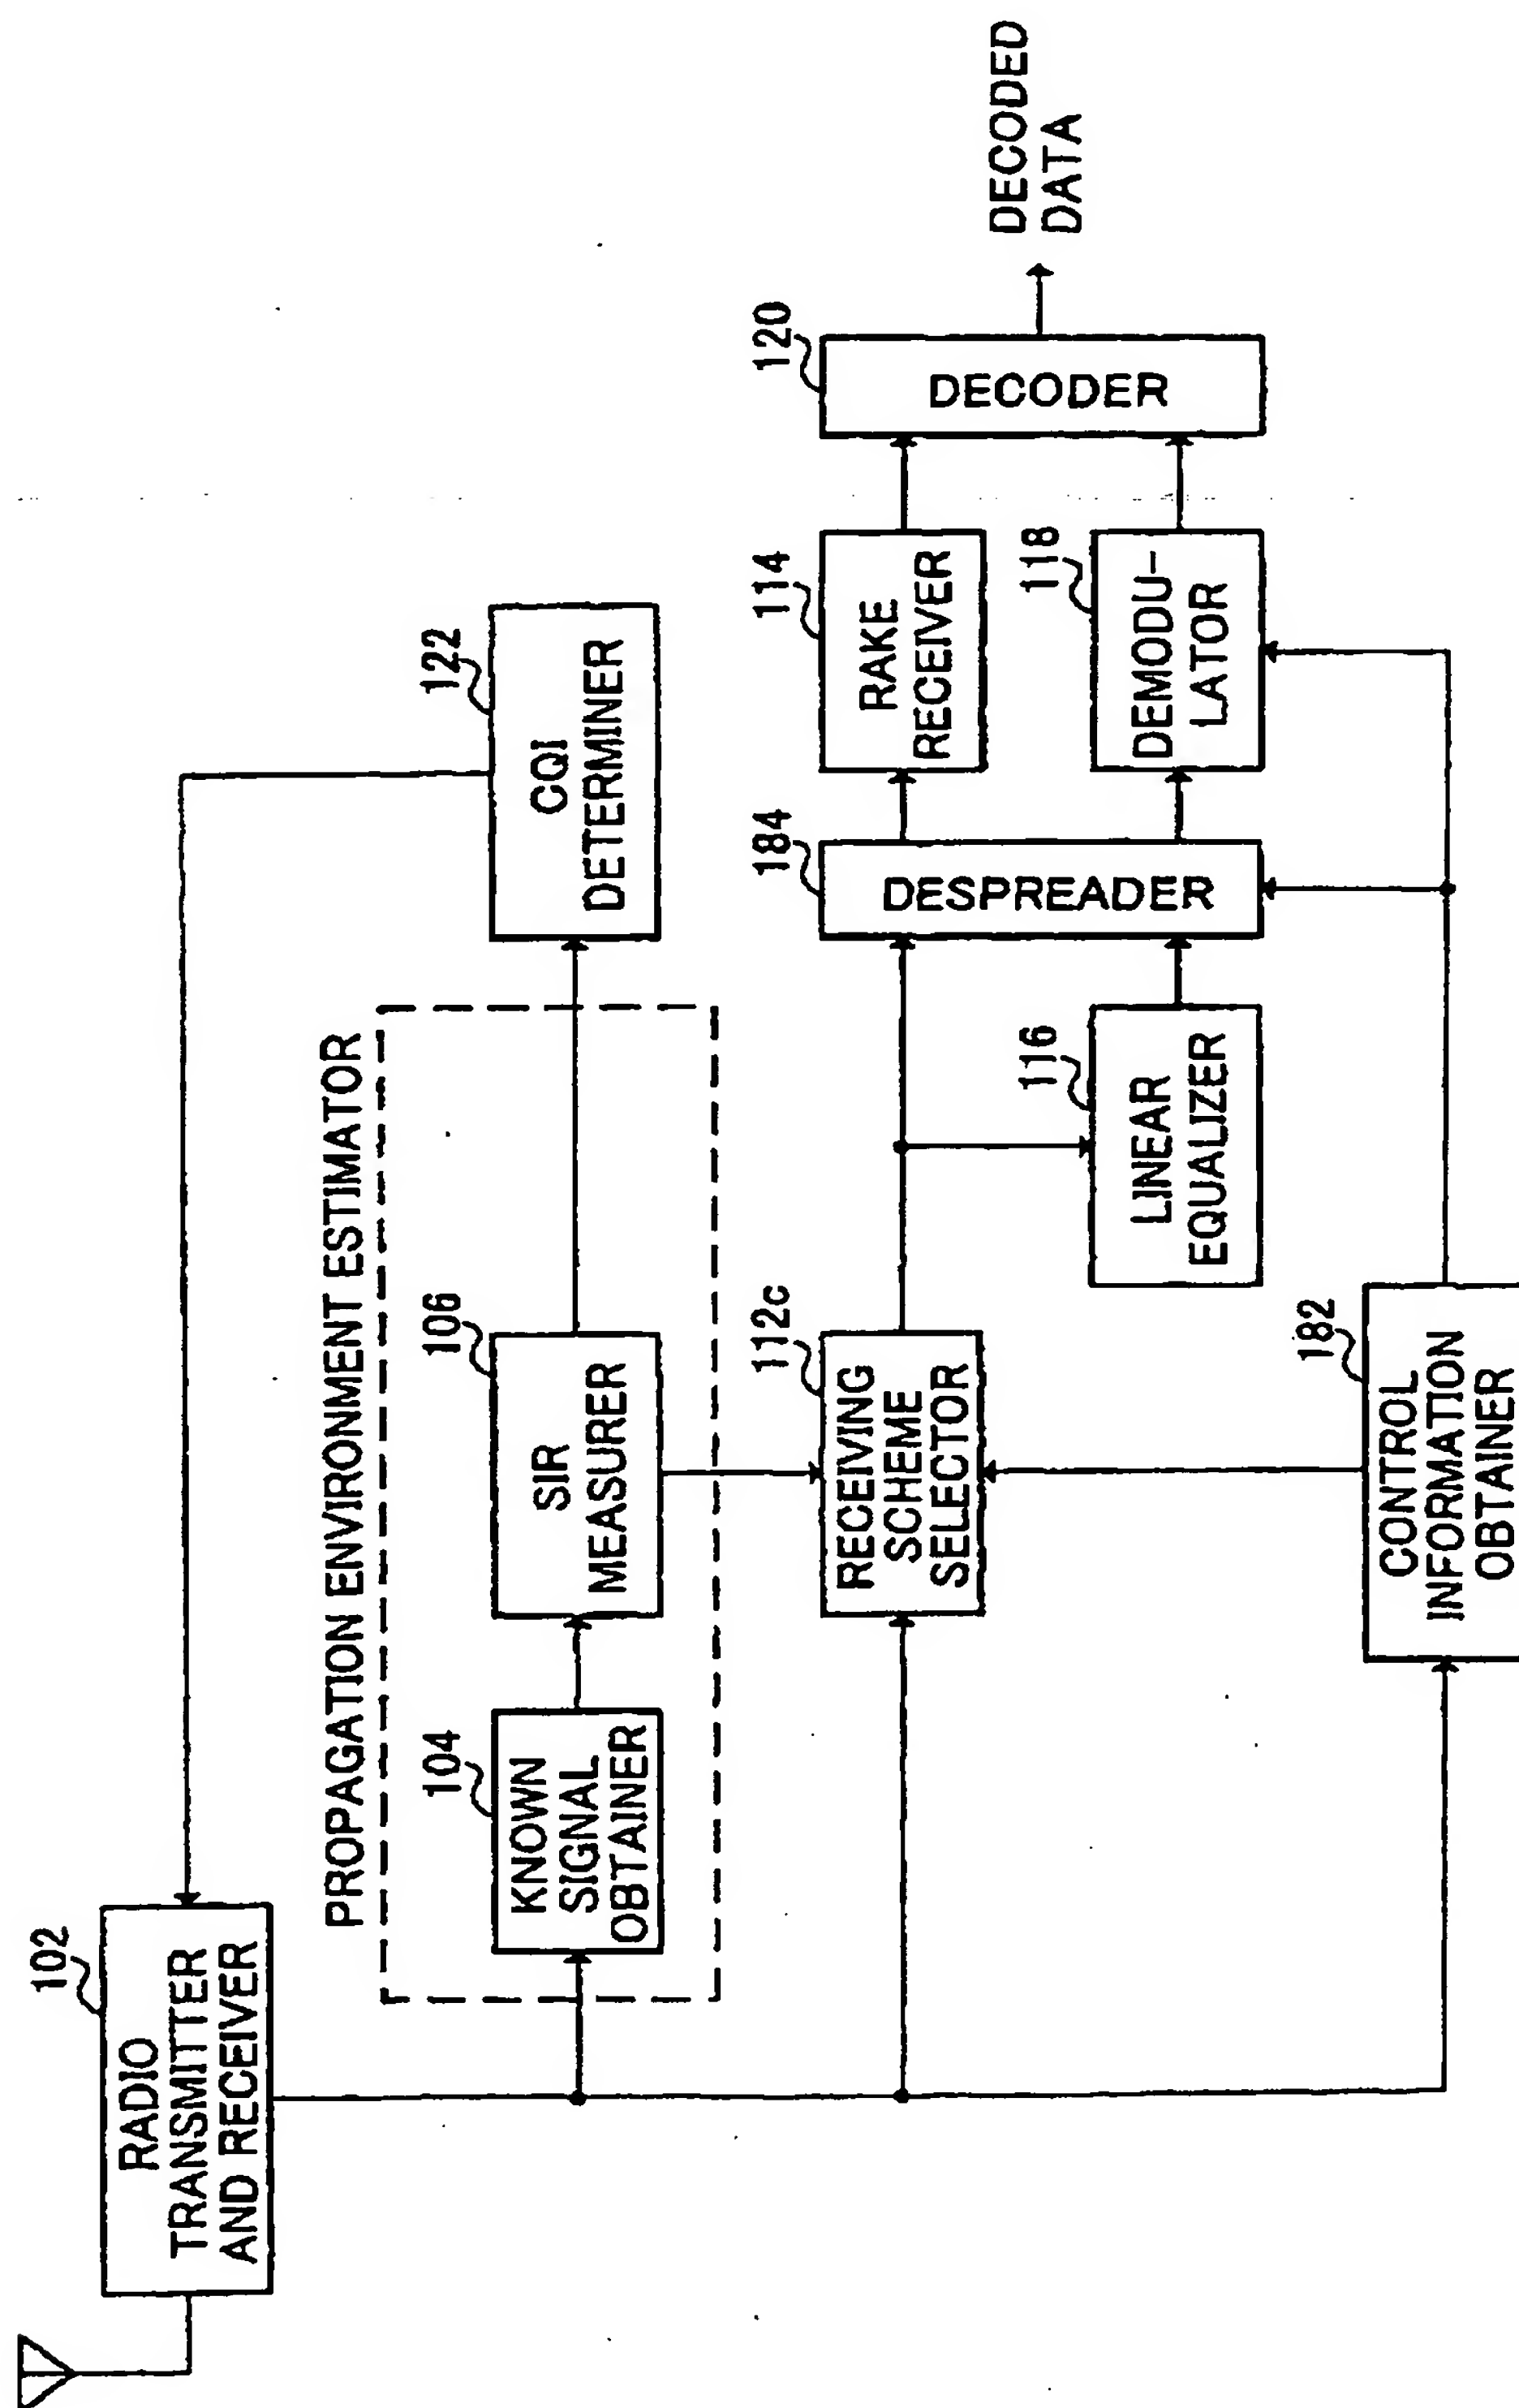 102
RADIO
TRANSMITTER
AND RECEIVER
PROPAGATION ENVIRONMENT ESTIMATOR
104
KNOWN
SIGNAL
OBTAINER
106
SIR
MEASURER
122
CQI
DETERMINER
112c
RECEIVING
SCHEME
SELECTOR
116
LINEAR
EQUALIZER
184
DESPREADER
114
RAKE
RECEIVER
118
DEMODU-
LATOR
120
DECODER
DECODED
DATA
182
CONTROL
INFORMATION
OBTAINER